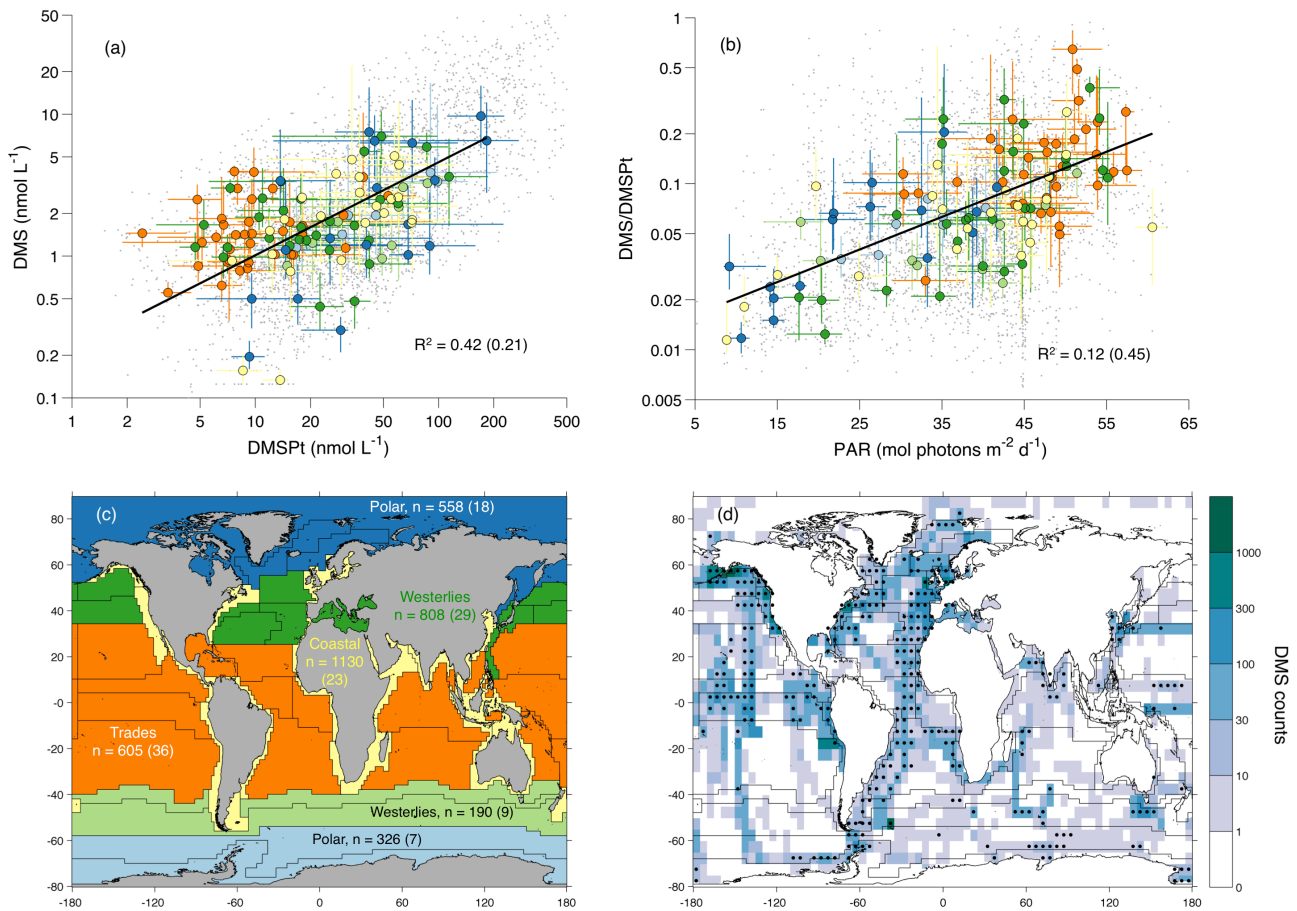 (a)
DMS (nmol L-1)
50
20
10
5
2
1
0.5
0.2
0.1
R2 = 0.42 (0.21)
1 2 5 10 20 50 100 200 500
DMSPt (nmol L-1)
(b)
DMS/DMSPt
1
0.5
0.2
0.1
0.05
0.02
0.01
0.005
R2 = 0.12 (0.45)
5 15 25 35 45 55 65
PAR (mol photons m-2 d-1)
(c)
Polar, n = 558 (18)
Westerlies
n = 808 (29)
Coastal
n = 1130
(23)
Trades
n = 605 (36)
Westerlies, n = 190 (9)
Polar, n = 326 (7)
80
60
40
20
-0
-20
-40
-60
-80
-180 -120 -60 0 60 120 180
(d)
80
60
40
20
-0
-20
-40
-60
-80
-180 -120 -60 0 60 120 180
1000
300
100
30
10
1
0
DMS counts